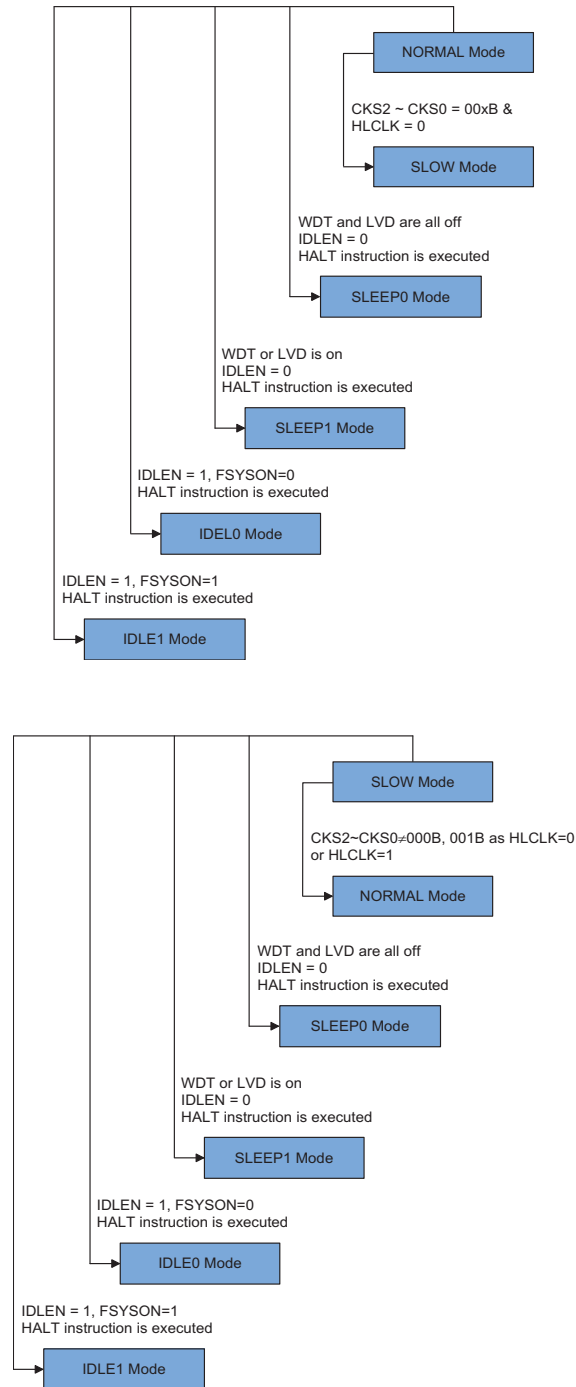 NORMAL Mode
CKS2 ~ CKS0 = 00xB &
HLCLK = 0
SLOW Mode
WDT and LVD are all off
IDLEN = 0
HALT instruction is executed
SLEEP0 Mode
WDT or LVD is on
IDLEN = 0
HALT instruction is executed
SLEEP1 Mode
IDLEN = 1, FSYSON=0
HALT instruction is executed
IDEL0 Mode
IDLEN = 1, FSYSON=1
HALT instruction is executed
IDLE1 Mode
SLOW Mode
CKS2~CKS0≠000B, 001B as HLCLK=0
or HLCLK=1
NORMAL Mode
WDT and LVD are all off
IDLEN = 0
HALT instruction is executed
SLEEP0 Mode
WDT or LVD is on
IDLEN = 0
HALT instruction is executed
SLEEP1 Mode
IDLEN = 1, FSYSON=0
HALT instruction is executed
IDLE0 Mode
IDLEN = 1, FSYSON=1
HALT instruction is executed
IDLE1 Mode